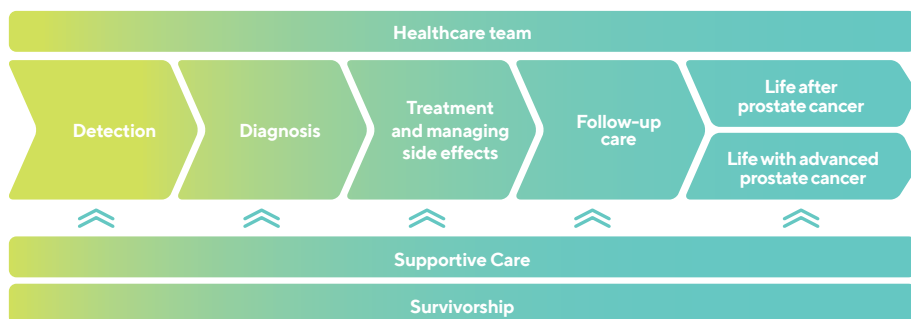 Healthcare team
Detection
Diagnosis
Treatment
and managing
side effects
Follow-up
care
Life after
prostate cancer
Life with advanced
prostate cancer
Supportive Care
Survivorship